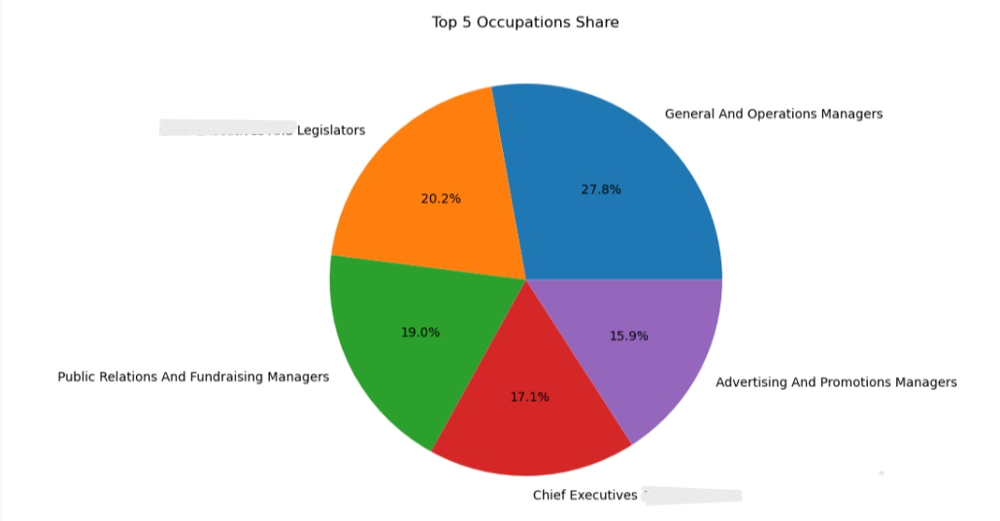 Top 5 Occupations Share
General And Operations Managers
Legislators
27.8%
20.2%
19.0%
15.9%
Public Relations And Fundraising Managers
Advertising And Promotions Managers
17.1%
Chief Executives